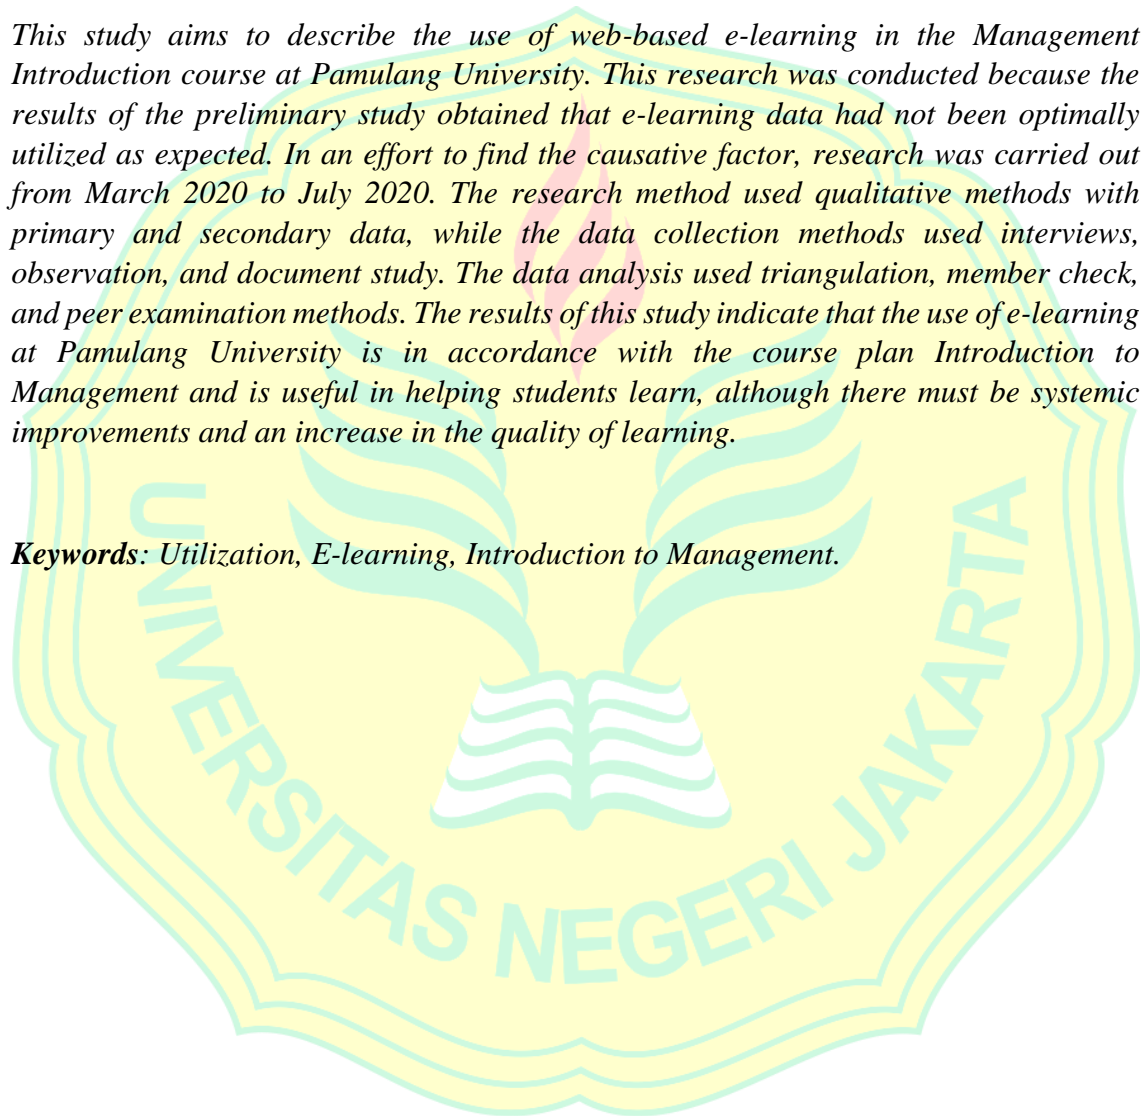 This study aims to describe the use of web-based e-learning in the Management
Introduction course at Pamulang University. This research was conducted because the
results of the preliminary study obtained that e-learning data had not been optimally
utilized as expected. In an effort to find the causative factor, research was carried out
from March 2020 to July 2020. The research method used qualitative methods with
primary and secondary data, while the data collection methods used interviews,
observation, and document study. The data analysis used triangulation, member check,
and peer examination methods. The results of this study indicate that the use of e-learning
at Pamulang University is in accordance with the course plan Introduction to
Management and is useful in helping students learn, although there must be systemic
improvements and an increase in the quality of learning.
Keywords: Utilization, E-learning, Introduction to Management.
UNIVERSITAS NEGERI JAKARTA